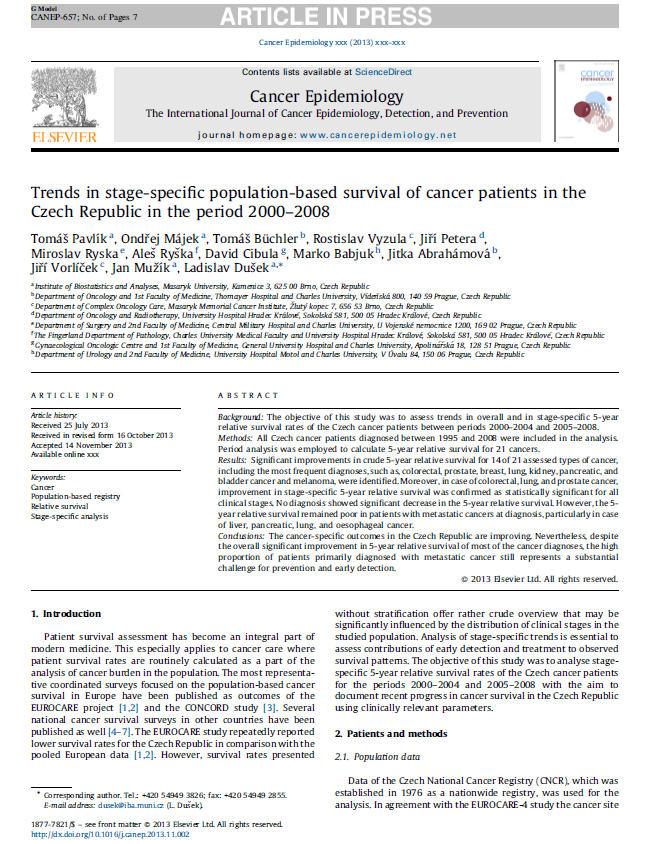 G Model
CANEP-657; No. of Pages 7
ARTICLE IN PRESS
Cancer Epidemiology xxx (2013) xxx–xxx
Contents lists available at ScienceDirect
Cancer Epidemiology
The International Journal of Cancer Epidemiology, Detection, and Prevention
journal homepage: www.cancerepidemiology.net
ELSEVIER
cancer
EPIDEMIOLOGY
Trends in stage-specific population-based survival of cancer patients in the
Czech Republic in the period 2000–2008
Tomáš Pavlík a, Ondřej Májek a, Tomáš Büchler b, Rostislav Vyzula c, Jiří Petera d,
Miroslav Ryska e, Aleš Ryška f, David Cibula g, Marko Babjuk h, Jitka Abrahámová b,
Jiří Vorlíček c, Jan Mužík a, Ladislav Dušek a,*
a Institute of Biostatistics and Analyses, Masaryk University, Kamenice 3, 625 00 Brno, Czech Republic
b Department of Oncology and 1st Faculty of Medicine, Thomayer Hospital and Charles University, Vídeňská 800, 140 59 Prague, Czech Republic
c Department of Complex Oncology Care, Masaryk Memorial Cancer Institute, Žlutý kopec 7, 656 53 Brno, Czech Republic
d Department of Oncology and Radiotherapy, University Hospital Hradec Králové, Sokolská 581, 500 05 Hradec Králové, Czech Republic
e Department of Surgery and 2nd Faculty of Medicine, Central Military Hospital and Charles University, U Vojenské nemocnice 1200, 169 02 Prague, Czech Republic
f The Fingerland Department of Pathology, Charles University Medical Faculty and University Hospital Hradec Králové, Sokolská 581, 500 05 Hradec Králové, Czech Republic
g Gynaecological Oncologic Centre and 1st Faculty of Medicine, General University Hospital and Charles University, Apolinářská 18, 128 51 Prague, Czech Republic
h Department of Urology and 2nd Faculty of Medicine, University Hospital Motol and Charles University, V Úvalu 84, 150 06 Prague, Czech Republic
ARTICLE INFO
Article history:
Received 25 July 2013
Received in revised form 16 October 2013
Accepted 14 November 2013
Available online xxx
Keywords:
Cancer
Population-based registry
Relative survival
Stage-specific analysis
ABSTRACT
Background: The objective of this study was to assess trends in overall and in stage-specific 5-year
relative survival rates of the Czech cancer patients between periods 2000–2004 and 2005–2008.
Methods: All Czech cancer patients diagnosed between 1995 and 2008 were included in the analysis.
Period analysis was employed to calculate 5-year relative survival for 21 cancers.
Results: Significant improvements in crude 5-year relative survival for 14 of 21 assessed types of cancer,
including the most frequent diagnoses, such as, colorectal, prostate, breast, lung, kidney, pancreatic, and
bladder cancer and melanoma, were identified. Moreover, in case of colorectal, lung, and prostate cancer,
improvement in stage-specific 5-year relative survival was confirmed as statistically significant for all
clinical stages. No diagnosis showed significant decrease in the 5-year relative survival. However, the 5-
year relative survival remained poor in patients with metastatic cancers at diagnosis, particularly in case
of liver, pancreatic, lung, and oesophageal cancer.
Conclusions: The cancer-specific outcomes in the Czech Republic are improving. Nevertheless, despite
the overall significant improvement in 5-year relative survival of most of the cancer diagnoses, the high
proportion of patients primarily diagnosed with metastatic cancer still represents a substantial
challenge for prevention and early detection.
© 2013 Elsevier Ltd. All rights reserved.
1. Introduction
Patient survival assessment has become an integral part of
modern medicine. This especially applies to cancer care where
patient survival rates are routinely calculated as a part of the
analysis of cancer burden in the population. The most representa-
tive coordinated surveys focused on the population-based cancer
survival in Europe have been published as outcomes of the
EUROCARE project [1,2] and the CONCORD study [3]. Several
national cancer survival surveys in other countries have been
published as well [4–7]. The EUROCARE study repeatedly reported
lower survival rates for the Czech Republic in comparison with the
pooled European data [1,2]. However, survival rates presented
without stratification offer rather crude overview that may be
significantly influenced by the distribution of clinical stages in the
studied population. Analysis of stage-specific trends is essential to
assess contributions of early detection and treatment to observed
survival patterns. The objective of this study was to analyse stage-
specific 5-year relative survival rates of the Czech cancer patients
for the periods 2000–2004 and 2005–2008 with the aim to
document recent progress in cancer survival in the Czech Republic
using clinically relevant parameters.
2. Patients and methods
2.1. Population data
Data of the Czech National Cancer Registry (CNCR), which was
established in 1976 as a nationwide registry, was used for the
analysis. In agreement with the EUROCARE-4 study the cancer site
* Corresponding author. Tel.: +420 54949 3826; fax: +420 54949 2855.
E-mail address: dusek@iba.muni.cz (L. Dušek).
1877-7821/$ – see front matter © 2013 Elsevier Ltd. All rights reserved.
http://dx.doi.org/10.1016/j.canep.2013.11.002